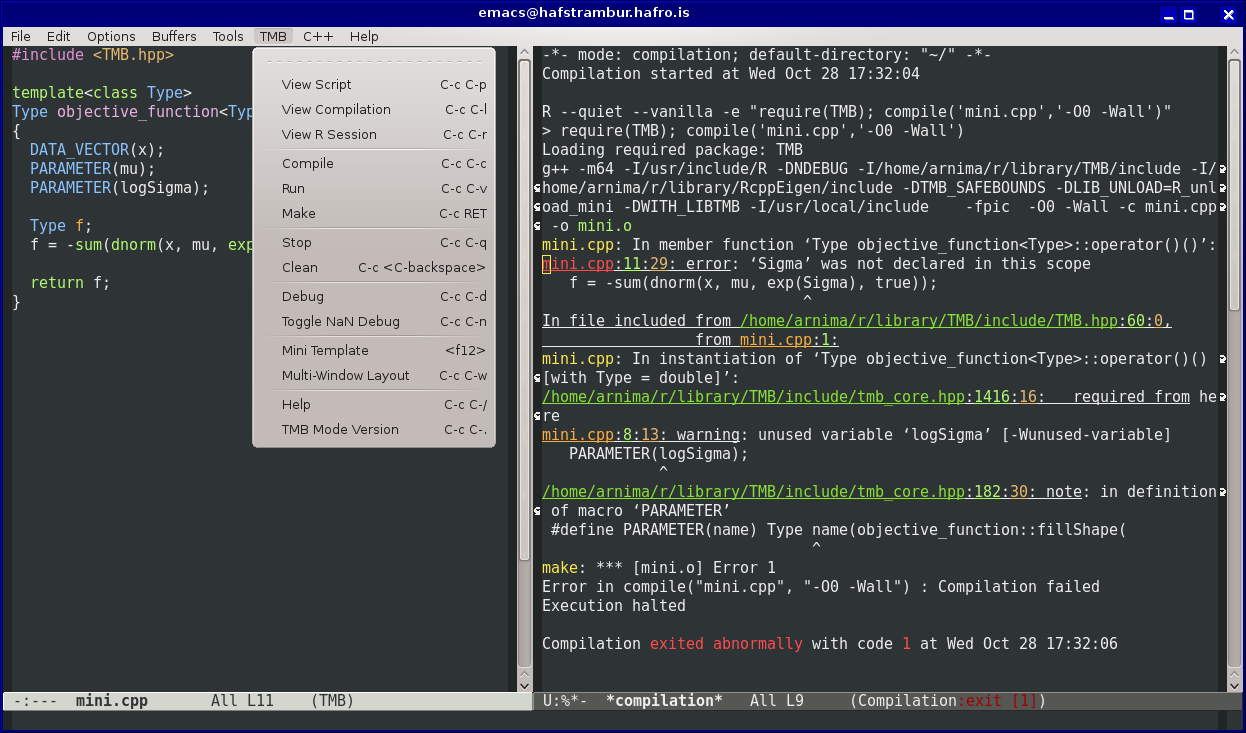 emacs@hafstrambur.hafro.is
File Edit Options Buffers Tools TMB C++ Help
#include <TMB.hpp>
template<class Type>
Type objective_function<Typ
{
  DATA_VECTOR(x);
  PARAMETER(mu);
  PARAMETER(logSigma);
  Type f;
  f = -sum(dnorm(x, mu, exp
  return f;
}
View Script C-c C-p
View Compilation C-c C-l
View R Session C-c C-r
Compile C-c C-c
Run C-c C-v
Make C-c RET
Stop C-c C-q
Clean C-c <C-backspace>
Debug C-c C-d
Toggle NaN Debug C-c C-n
Mini Template <f12>
Multi-Window Layout C-c C-w
Help C-c C-/
TMB Mode Version C-c C-.
-:--- mini.cpp All L11 (TMB)
-*- mode: compilation; default-directory: "~/" -*-
Compilation started at Wed Oct 28 17:32:04
R --quiet --vanilla -e "require(TMB); compile('mini.cpp','-O0 -Wall')"
> require(TMB); compile('mini.cpp','-O0 -Wall')
Loading required package: TMB
g++ -m64 -I/usr/include/R -DNDEBUG -I/home/arnima/r/library/TMB/include -I/
home/arnima/r/library/RcppEigen/include -DTMB_SAFEBOUNDS -DLIB_UNLOAD=R_unl
oad_mini -DWITH_LIBTMB -I/usr/local/include    -fpic  -O0 -Wall -c mini.cpp
 -o mini.o
mini.cpp: In member function ‘Type objective_function<Type>::operator()()’:
mini.cpp:11:29: error: ‘Sigma’ was not declared in this scope
   f = -sum(dnorm(x, mu, exp(Sigma), true));
                             ^
In file included from /home/arnima/r/library/TMB/include/TMB.hpp:60:0,
                    from mini.cpp:1:
mini.cpp: In instantiation of ‘Type objective_function<Type>::operator()()
[with Type = double]’:
/home/arnima/r/library/TMB/include/tmb_core.hpp:1416:16:   required from he
re
mini.cpp:8:13: warning: unused variable ‘logSigma’ [-Wunused-variable]
   PARAMETER(logSigma);
             ^
/home/arnima/r/library/TMB/include/tmb_core.hpp:182:30: note: in definition
 of macro ‘PARAMETER’
 #define PARAMETER(name) Type name(objective_function::fillShape(
                              ^
make: *** [mini.o] Error 1
Error in compile("mini.cpp", "-O0 -Wall") : Compilation failed
Execution halted
Compilation exited abnormally with code 1 at Wed Oct 28 17:32:06
U:%*- *compilation* All L9 (Compilation:exit [1])